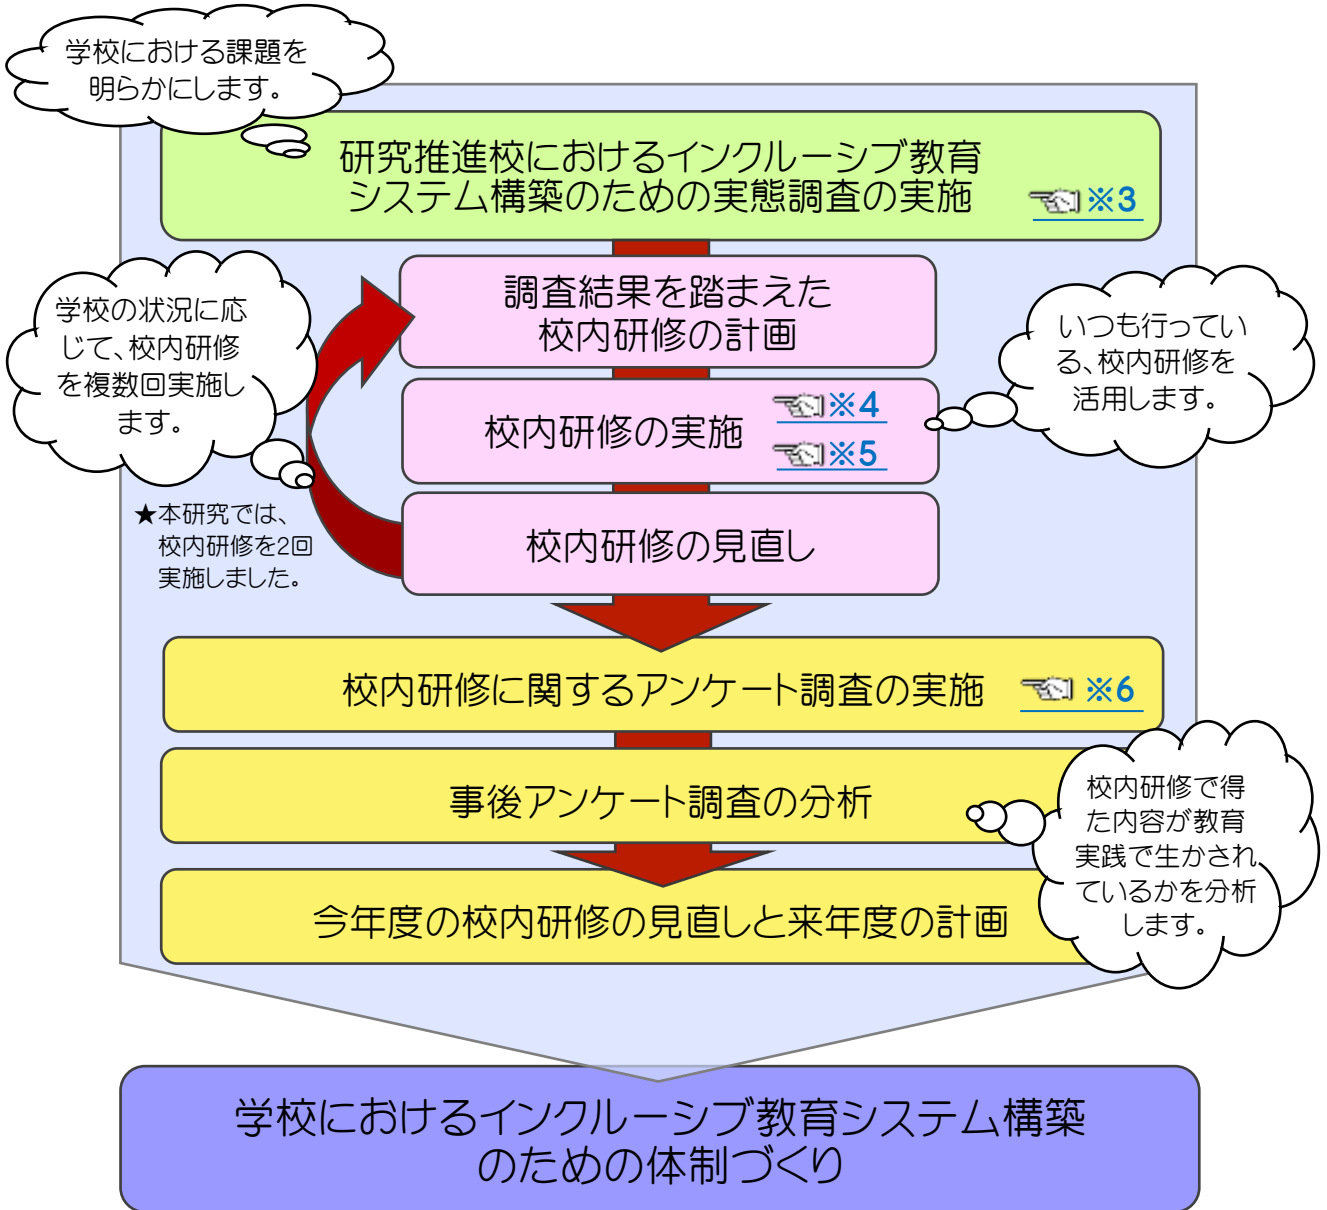 学校における課題を
明らかにします。
研究推進校におけるインクルーシブ教育
システム構築のための実態調査の実施
※3
調査結果を踏まえた
校内研修の計画
学校の状況に応
じて、校内研修
を複数回実施し
ます。
いつも行ってい
る、校内研修を
活用します。
校内研修の実施
※4
※5
★本研究では、
校内研修を2回
実施しました。
校内研修の見直し
校内研修に関するアンケート調査の実施
※6
事後アンケート調査の分析
校内研修で得
た内容が教育
実践で生かされ
ているかを分析
します。
今年度の校内研修の見直しと来年度の計画
学校におけるインクルーシブ教育システム構築
のための体制づくり